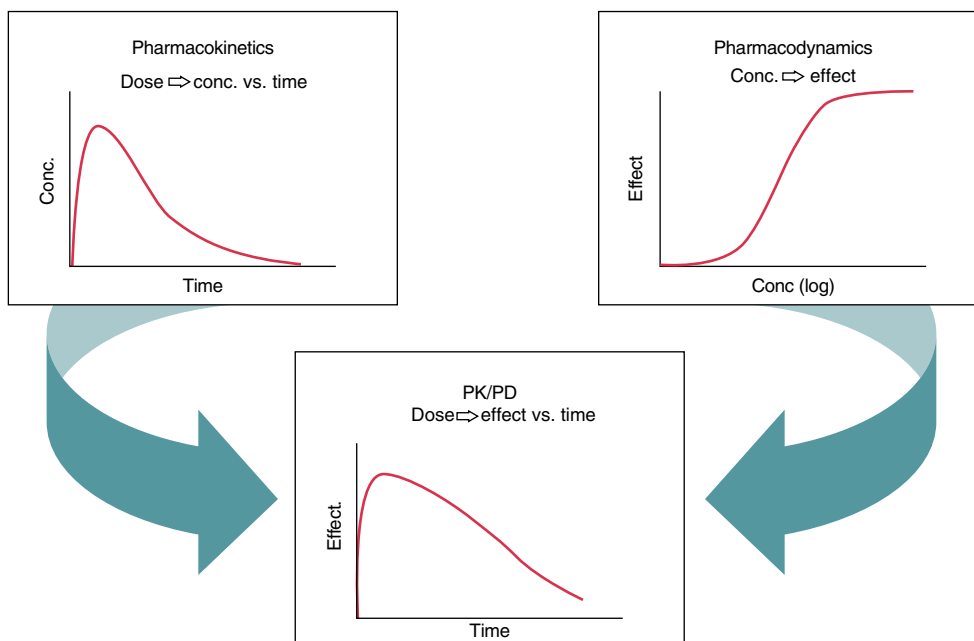 Pharmacokinetics
Dose ⇨ conc. vs. time
Conc.
Time
Pharmacodynamics
Conc. ⇨ effect
Effect
Conc (log)
PK/PD
Dose ⇨ effect vs. time
Effect.
Time